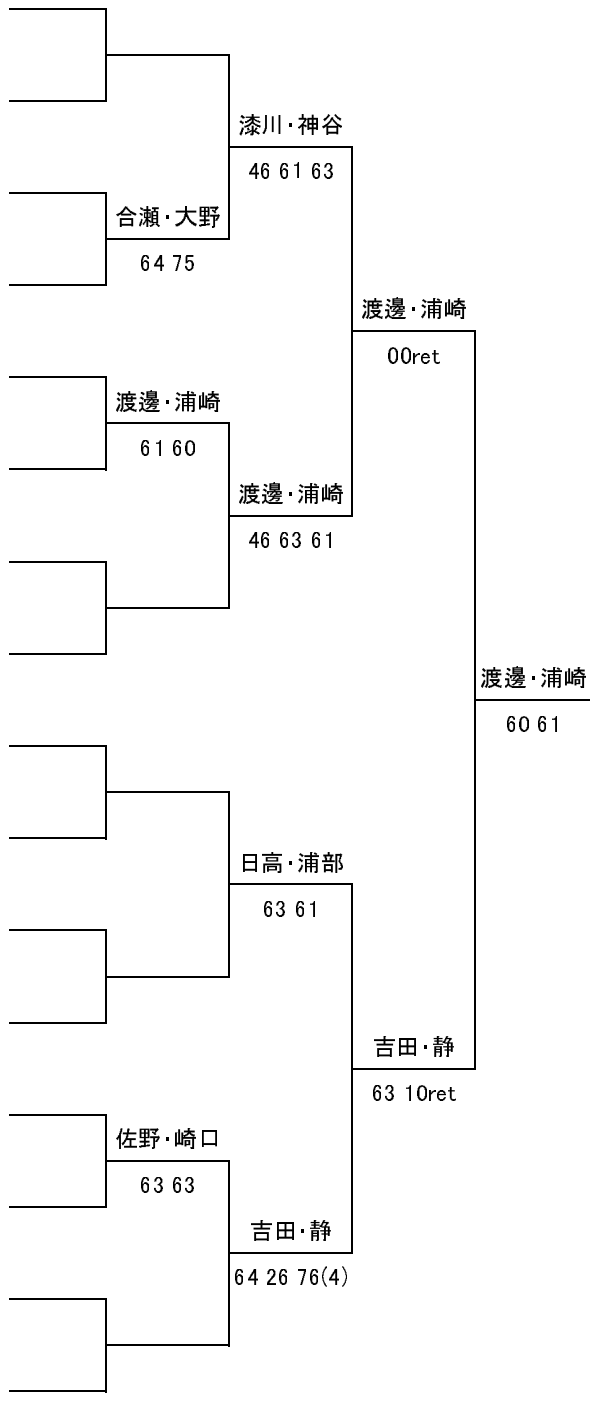 漆川・神谷
46 61 63
合瀬・大野
64 75
渡邊・浦崎
00ret
渡邊・浦崎
61 60
渡邊・浦崎
46 63 61
渡邊・浦崎
60 61
日高・浦部
63 61
吉田・静
63 10ret
佐野・崎口
63 63
吉田・静
64 26 76(4)